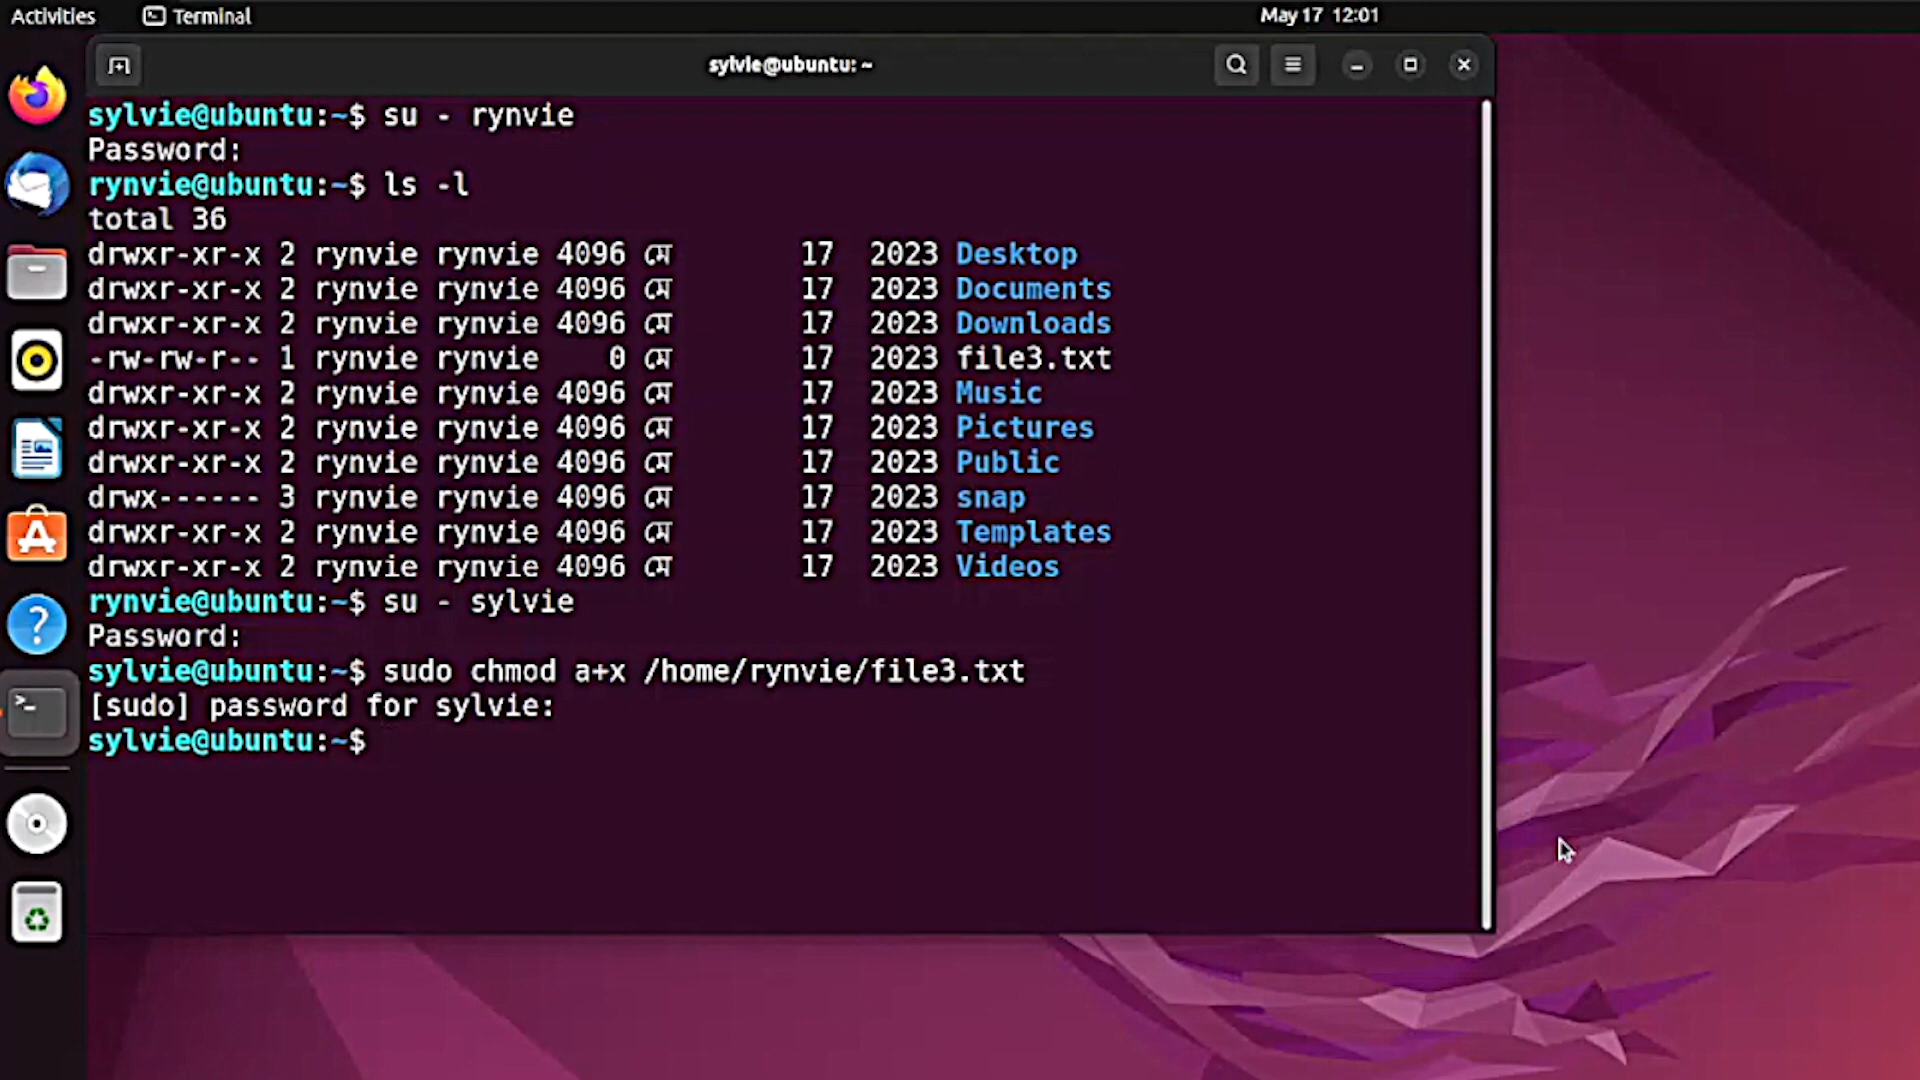 Activities Terminal May 17 12:01
sylvie@ubuntu: ~
sylvie@ubuntu:~$ su - rynvie
Password:
rynvie@ubuntu:~$ ls -l
total 36
drwxr-xr-x 2 rynvie rynvie 4096 মে 17 2023 Desktop
drwxr-xr-x 2 rynvie rynvie 4096 মে 17 2023 Documents
drwxr-xr-x 2 rynvie rynvie 4096 মে 17 2023 Downloads
-rw-rw-r-- 1 rynvie rynvie 0 মে 17 2023 file3.txt
drwxr-xr-x 2 rynvie rynvie 4096 মে 17 2023 Music
drwxr-xr-x 2 rynvie rynvie 4096 মে 17 2023 Pictures
drwxr-xr-x 2 rynvie rynvie 4096 মে 17 2023 Public
drwx------ 3 rynvie rynvie 4096 মে 17 2023 snap
drwxr-xr-x 2 rynvie rynvie 4096 মে 17 2023 Templates
drwxr-xr-x 2 rynvie rynvie 4096 মে 17 2023 Videos
rynvie@ubuntu:~$ su - sylvie
Password:
sylvie@ubuntu:~$ sudo chmod a+x /home/rynvie/file3.txt
[sudo] password for sylvie:
sylvie@ubuntu:~$